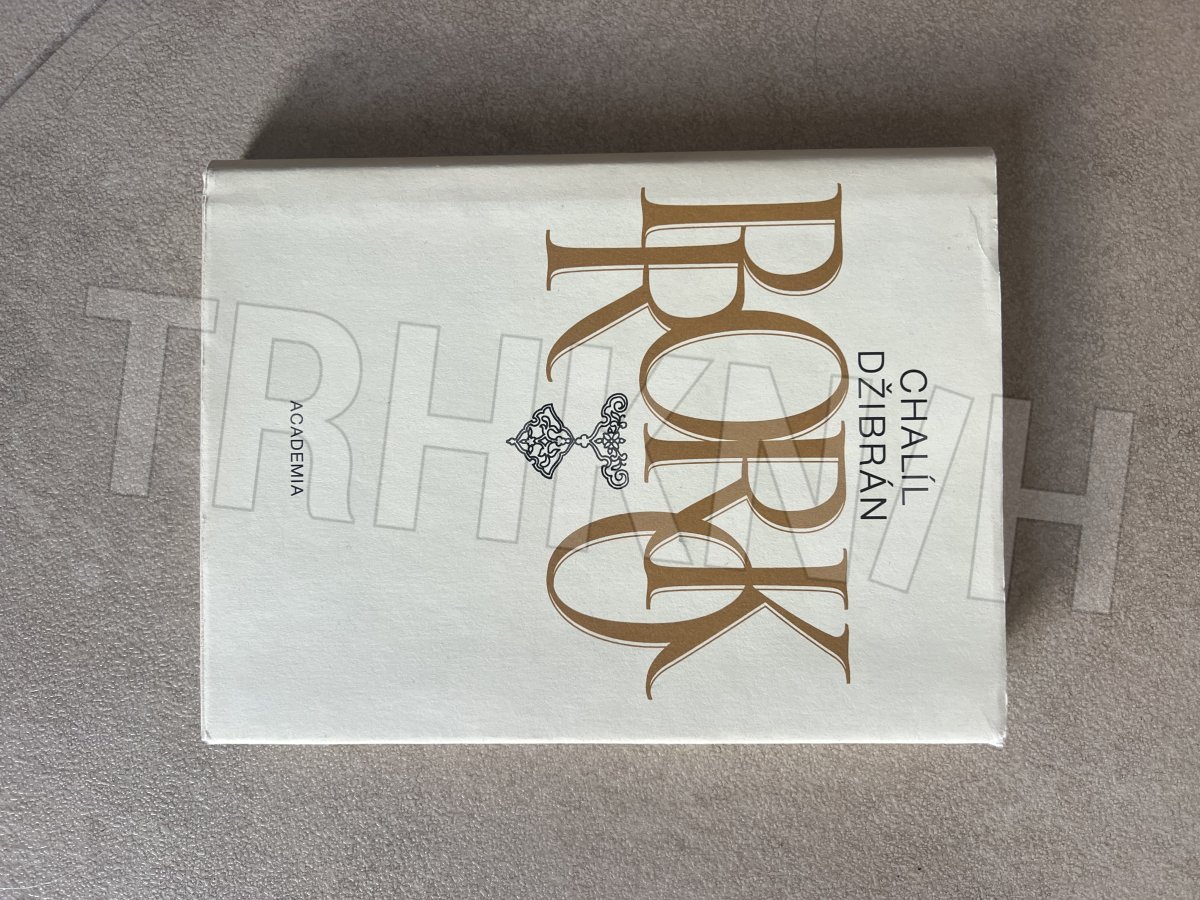 CHALÍL
DŽIBRÁN
PROROK
ACADEMIA
TRHKNIH